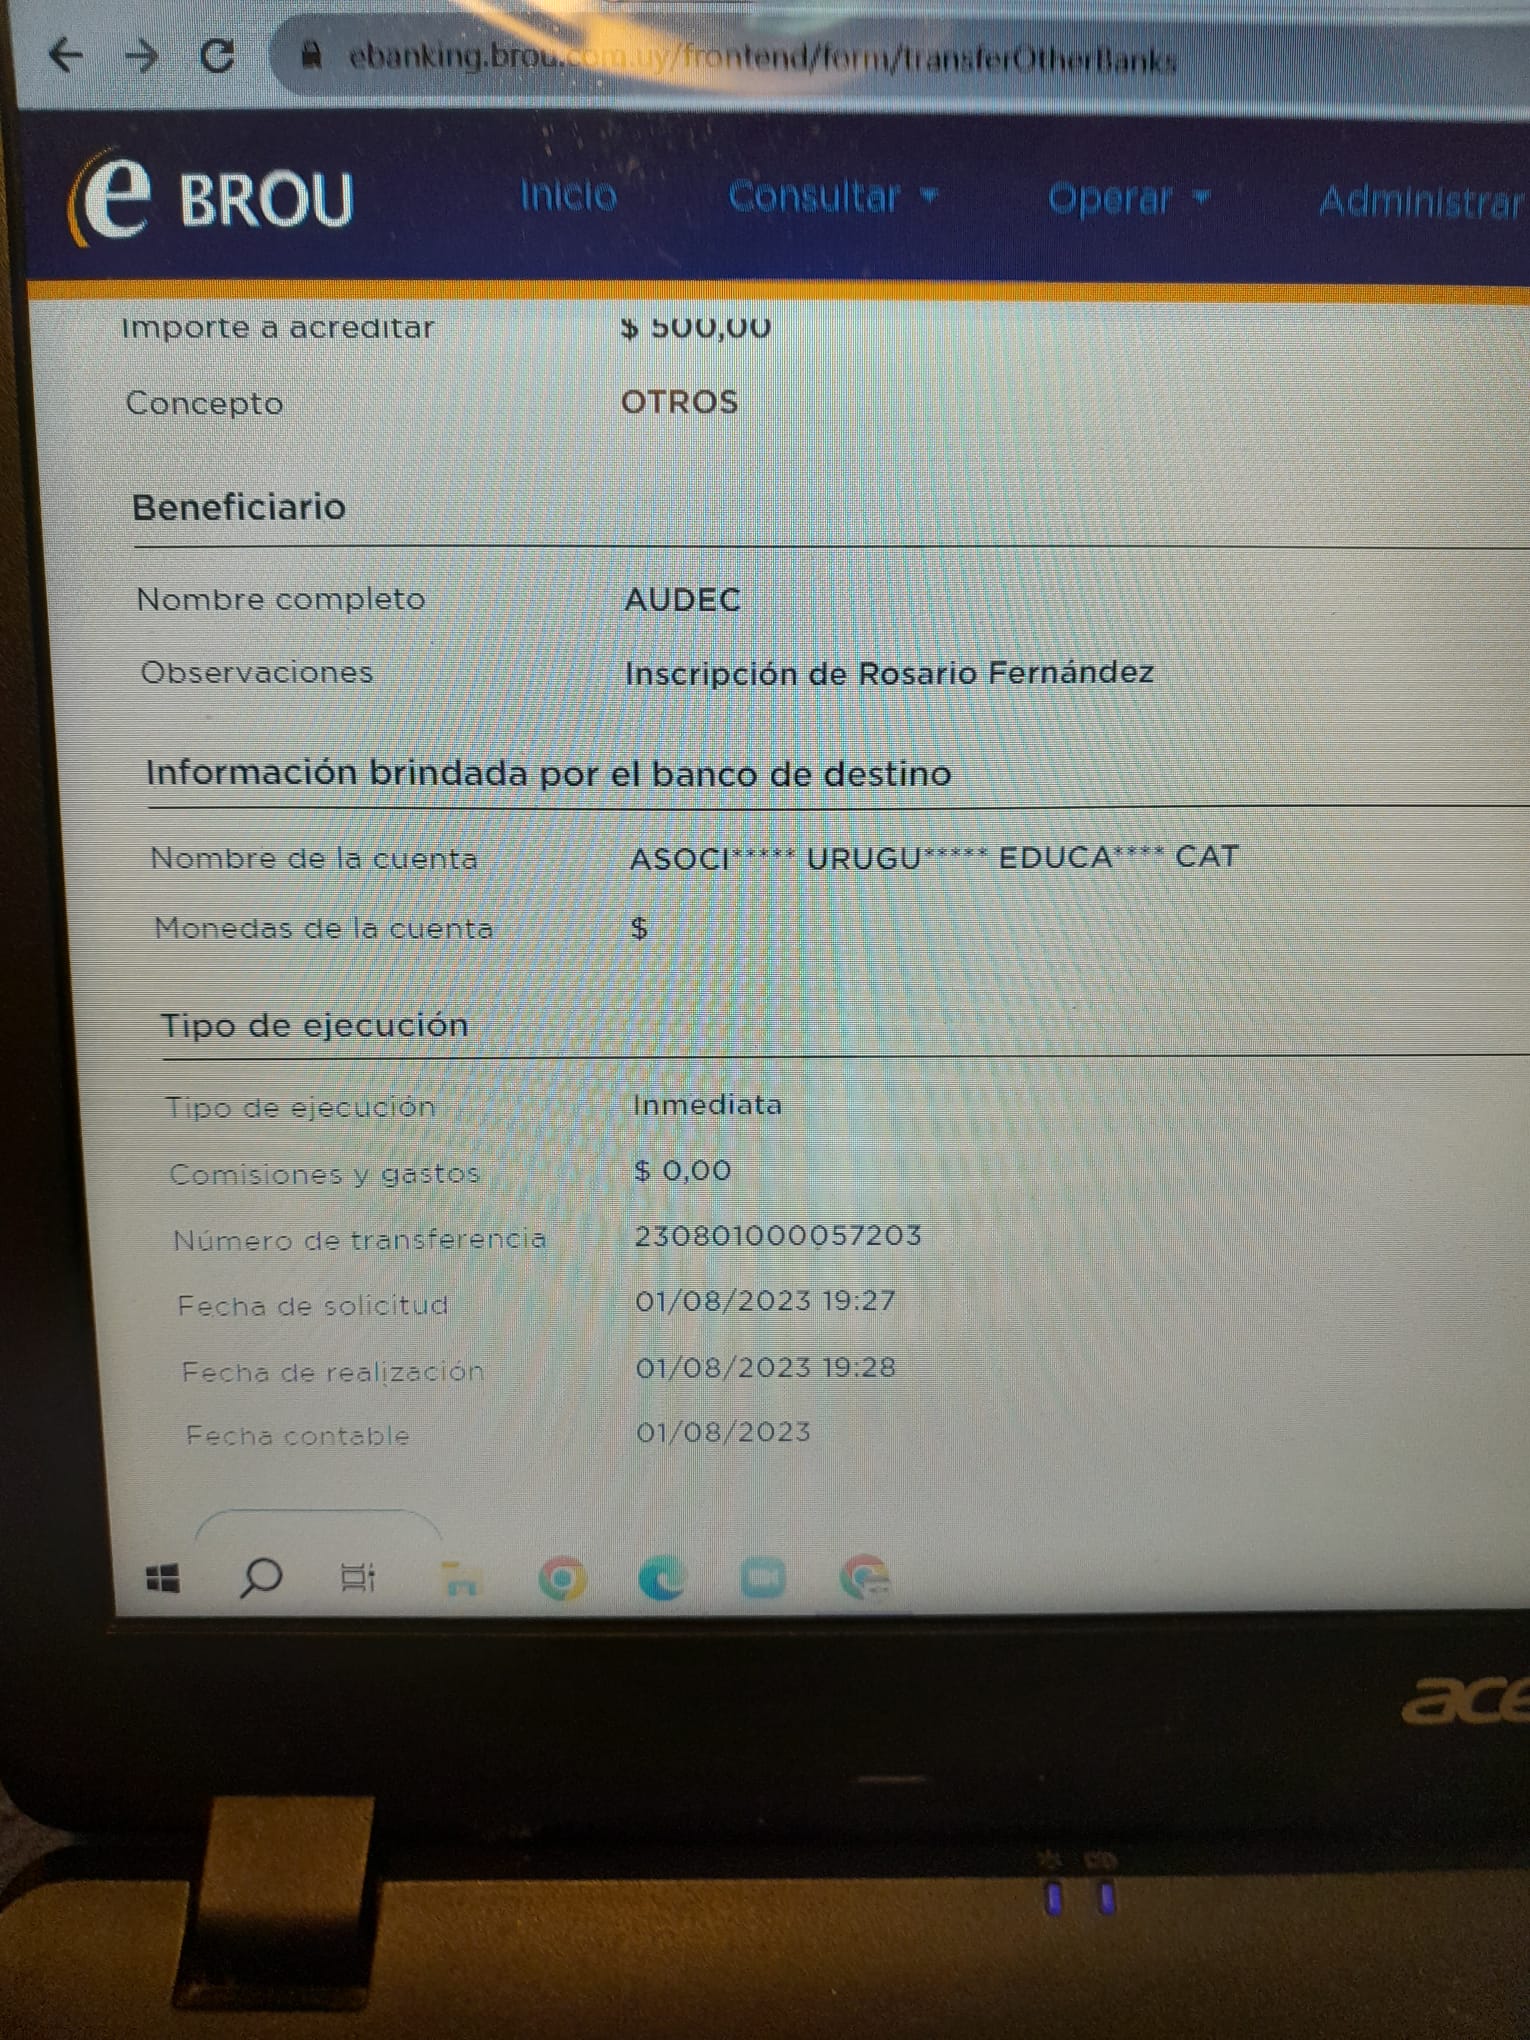 ebanking.brou.com.uy/frontend/form/transferOtherBanks
e BROU Inicio Consultar Operar Administrar
Importe a acreditar $ 500,00
Concepto OTROS
Beneficiario
Nombre completo AUDEC
Observaciones Inscripción de Rosario Fernández
Información brindada por el banco de destino
Nombre de la cuenta ASOCI***** URUGU***** EDUCA**** CAT
Monedas de la cuenta $
Tipo de ejecución
Tipo de ejecución Inmediata
Comisiones y gastos $ 0,00
Número de transferencia 230801000057203
Fecha de solicitud 01/08/2023 19:27
Fecha de realización 01/08/2023 19:28
Fecha contable 01/08/2023
ace